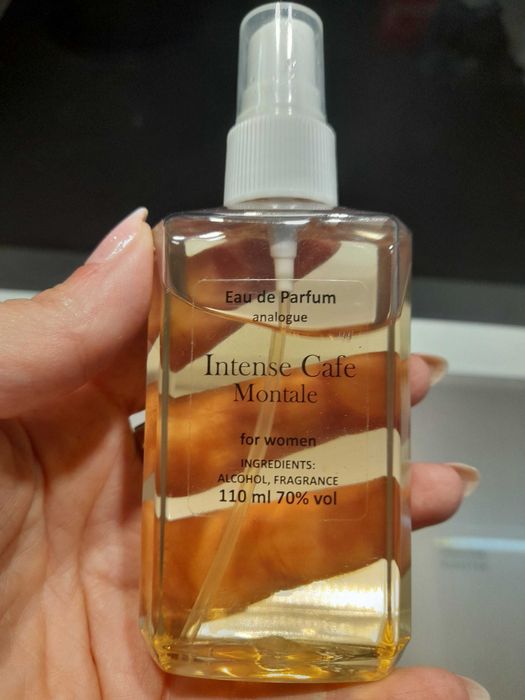 Eau de Parfum
analogue
Intense Cafe
Montale
for women
INGREDIENTS:
ALCOHOL, FRAGRANCE
110 ml 70% vol